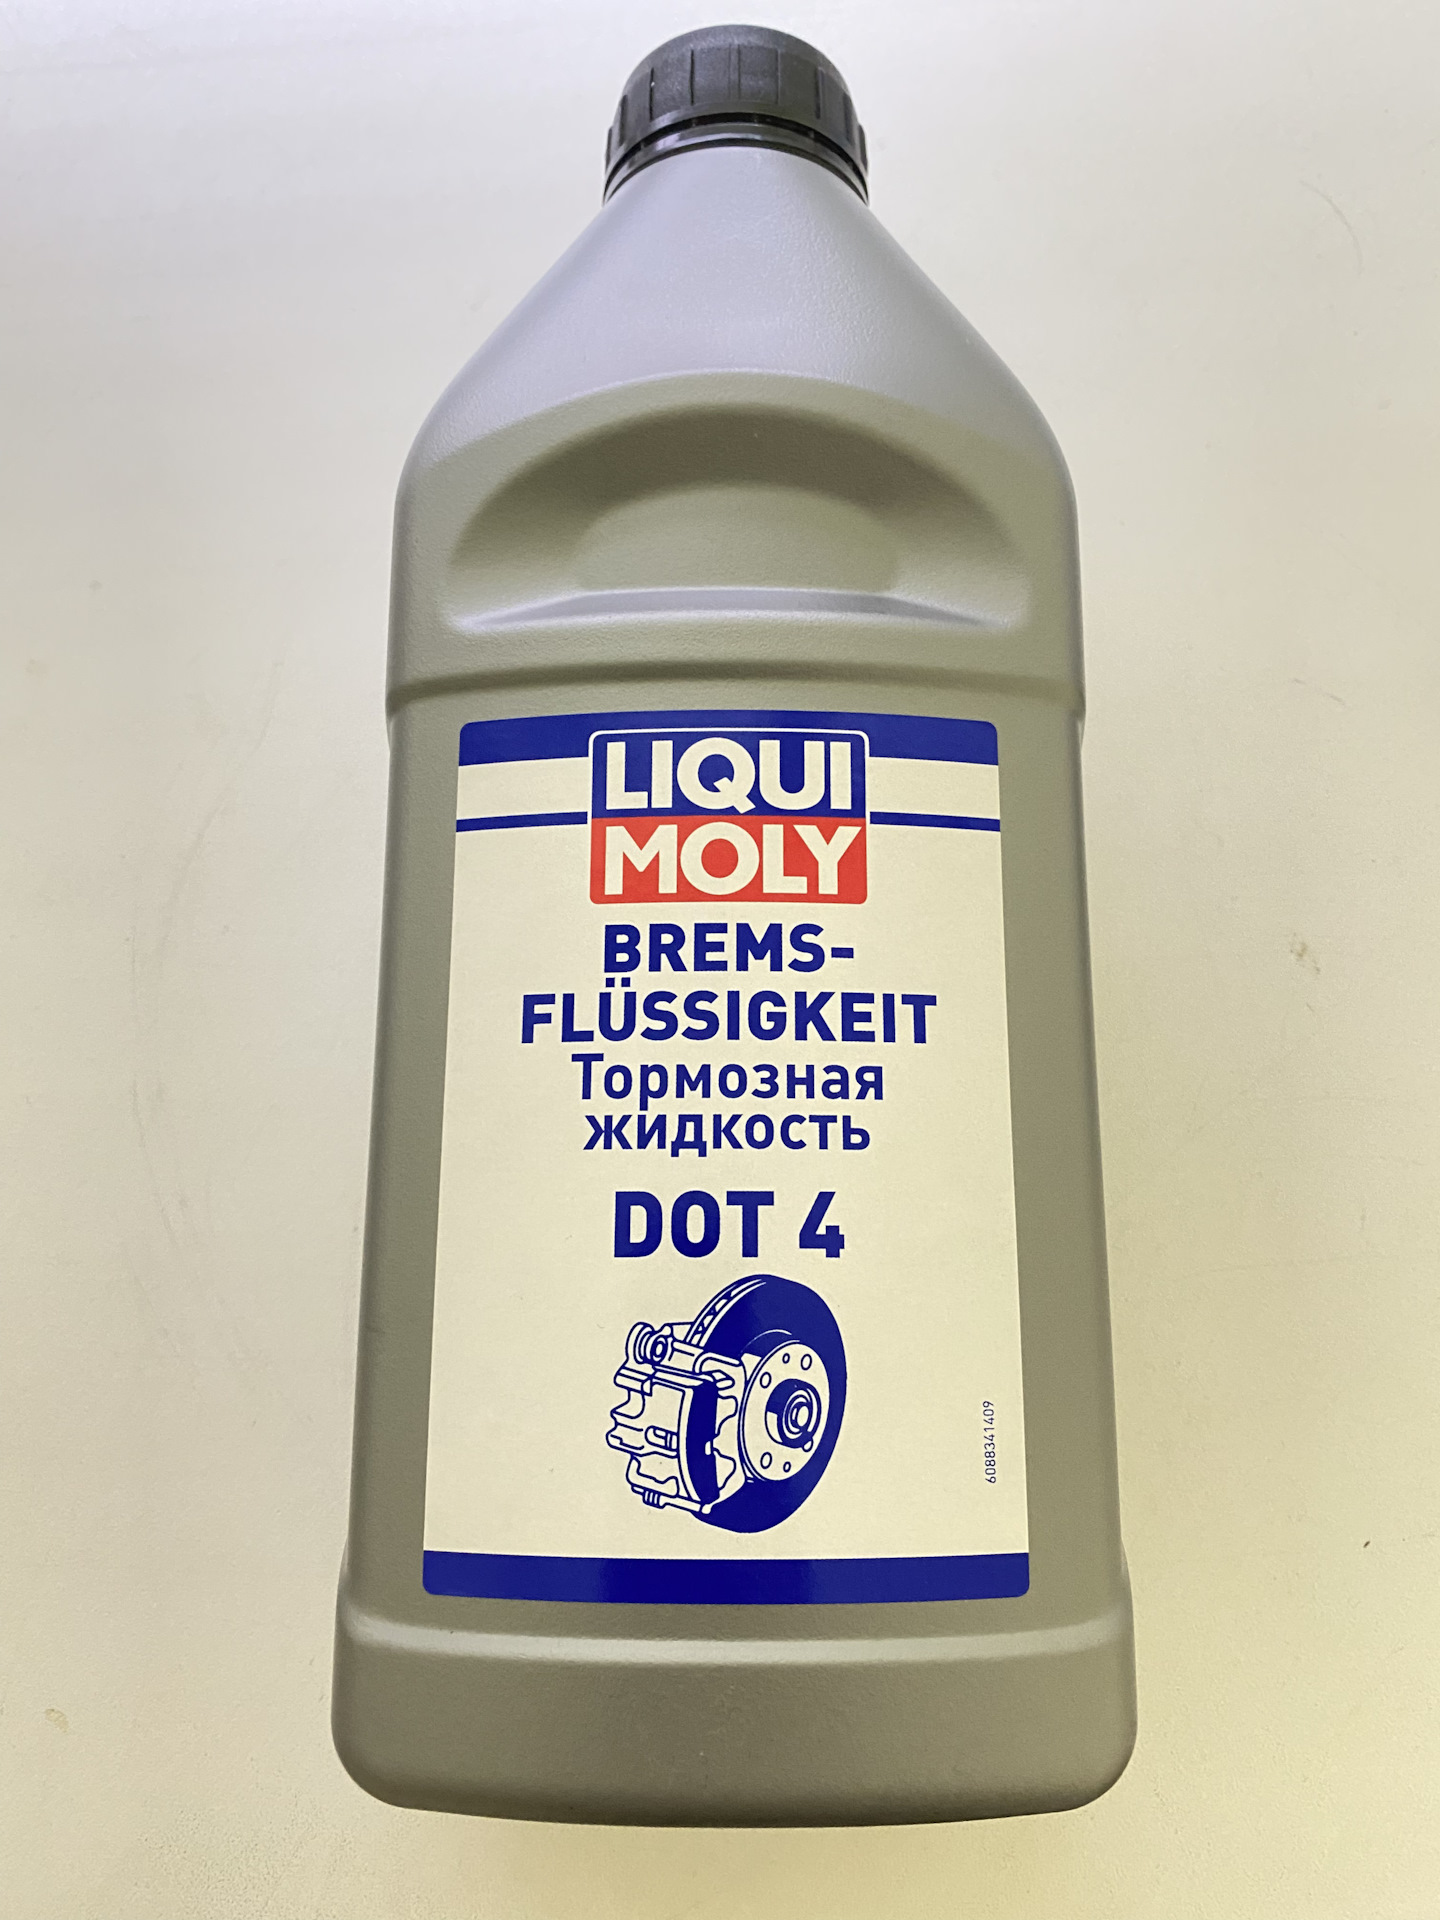 LIQUI
MOLY
BREMS-
FLÜSSIGKEIT
Тормозная
жидкость
DOT 4
6088341409